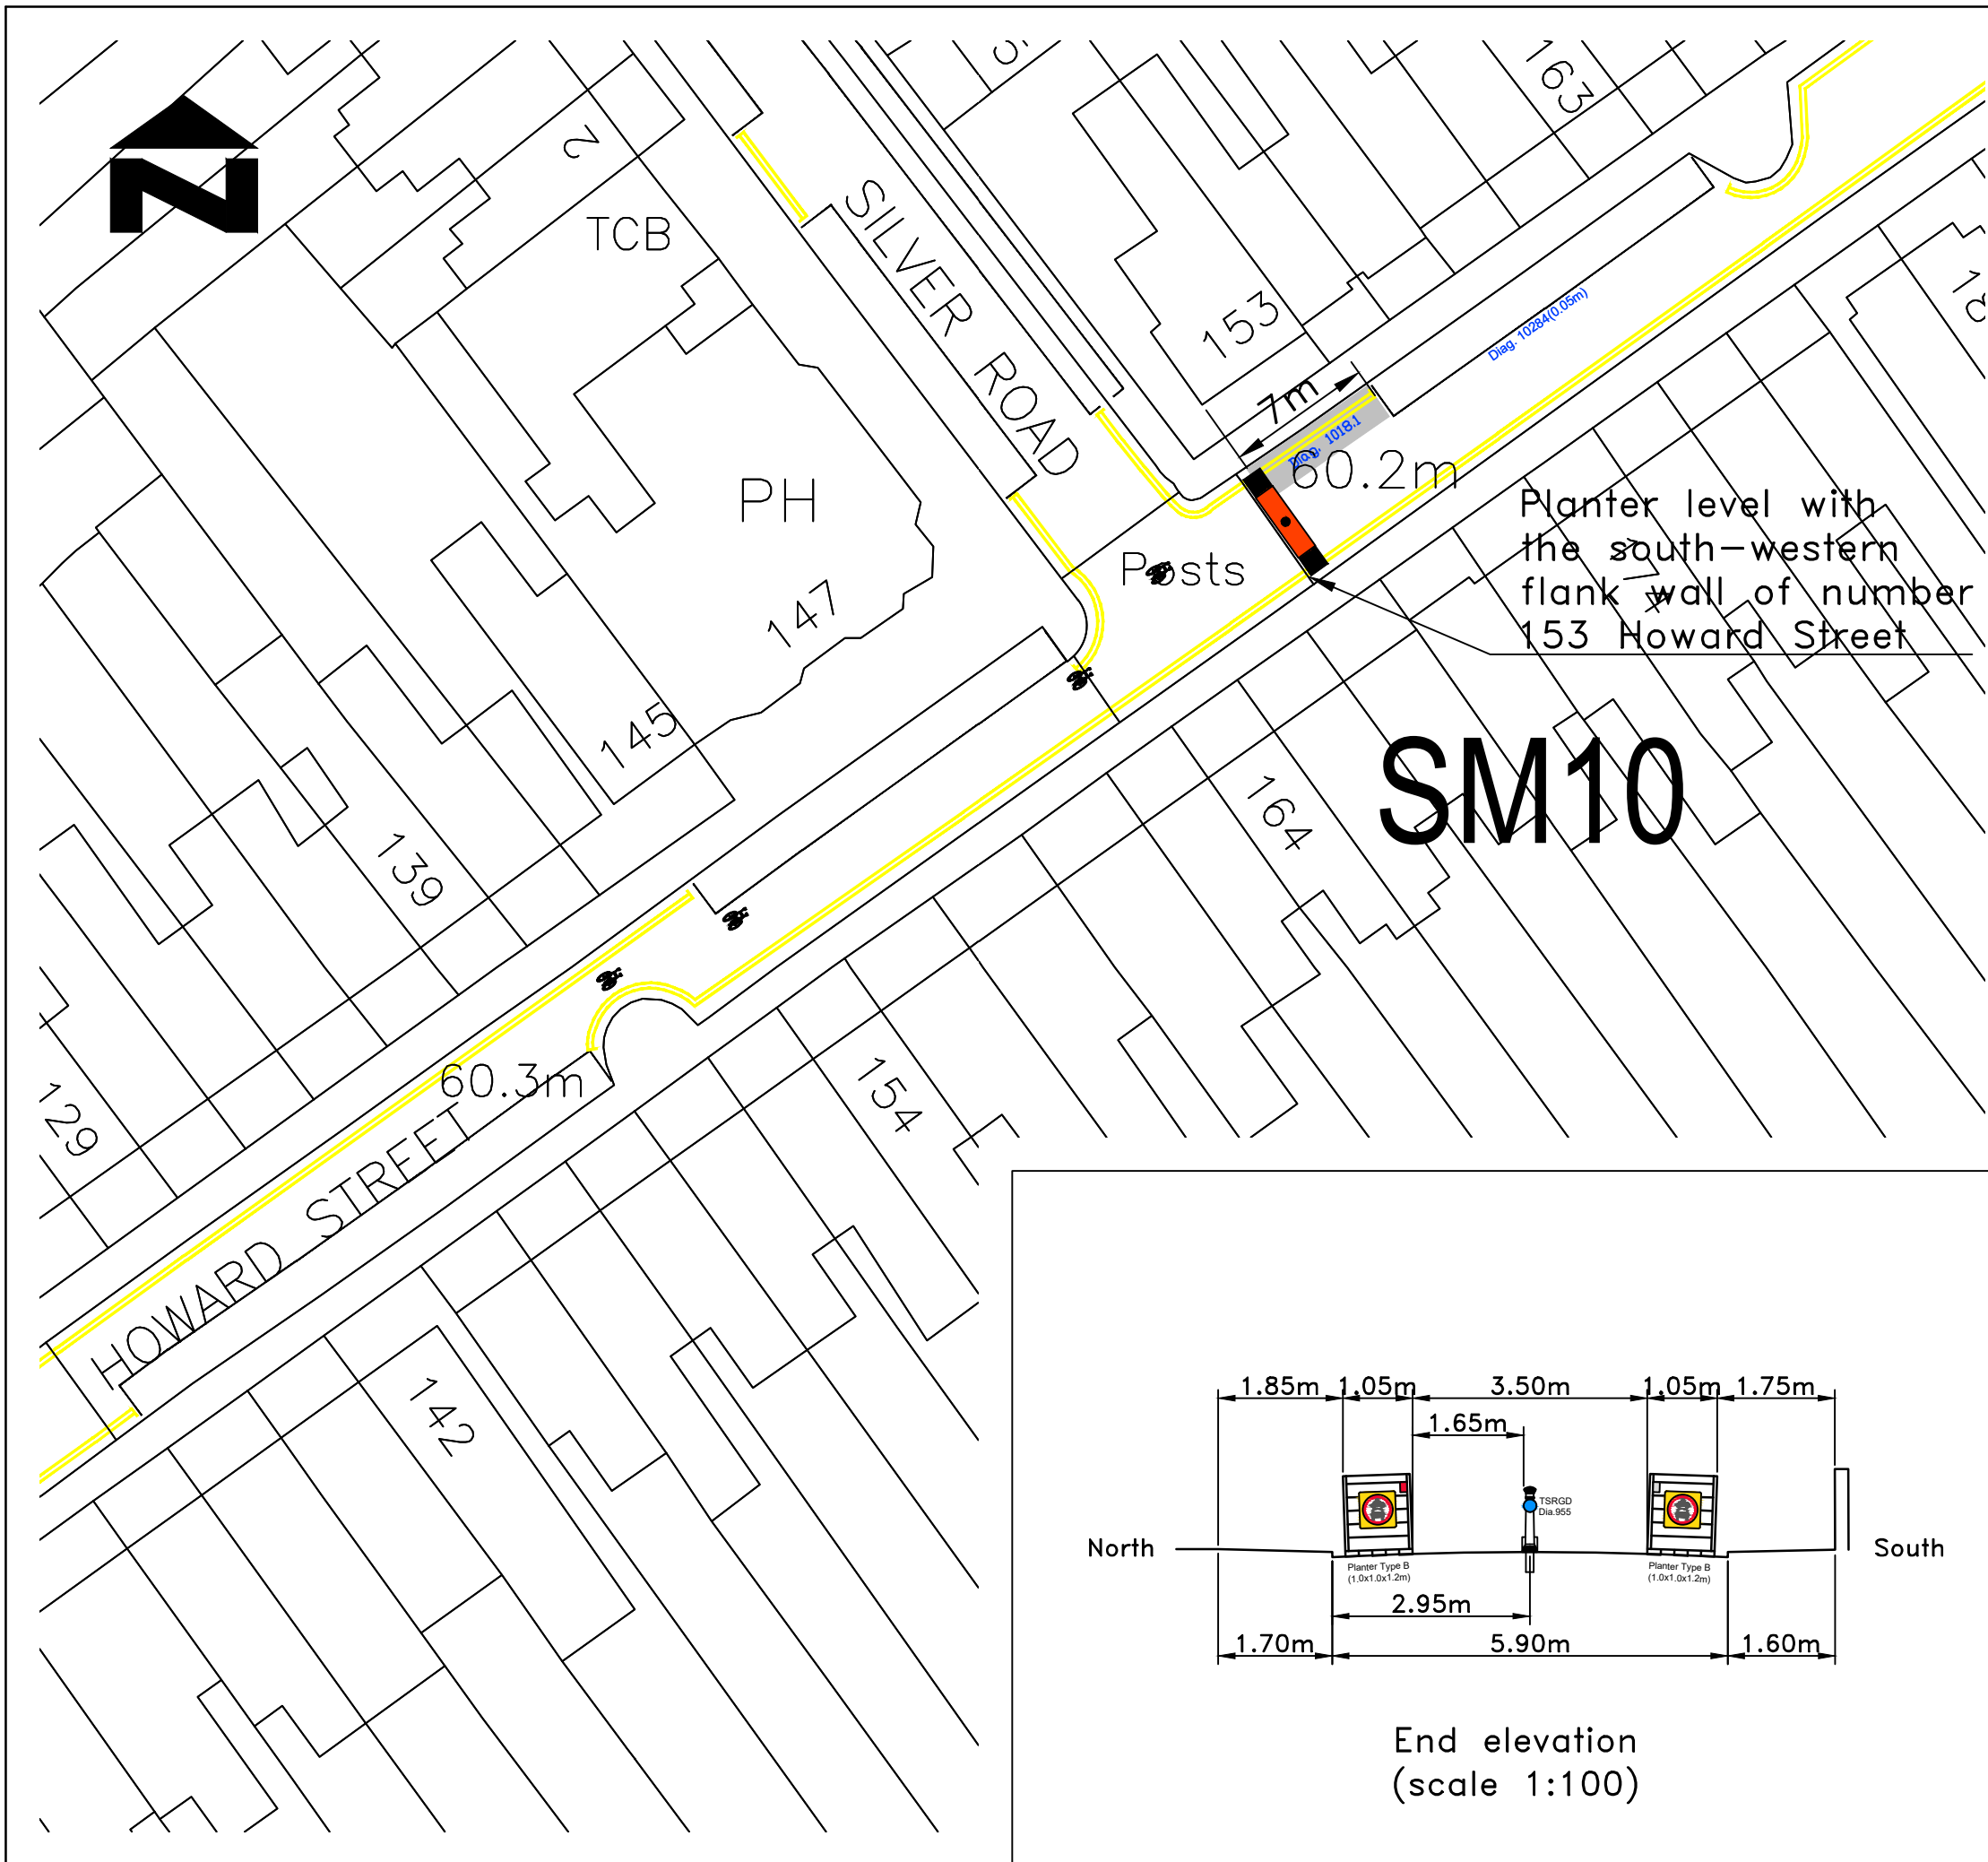 N
2
TCB
SILVER ROAD
163
153
7m
Diag. 1018.1
Diag. 10284(0.05m)
60.2m
PH
147
145
Posts
Planter level with
the south-western
flank wall of number
153 Howard Street
SM10
139
164
129
154
60.3m
HOWARD STREET
142
1.85m 1.05m 3.50m 1.05m 1.75m
1.65m
TSRGD
Dia.955
North
South
Planter Type B
(1.0x1.0x1.2m)
Planter Type B
(1.0x1.0x1.2m)
2.95m
1.70m 5.90m 1.60m
End elevation
(scale 1:100)